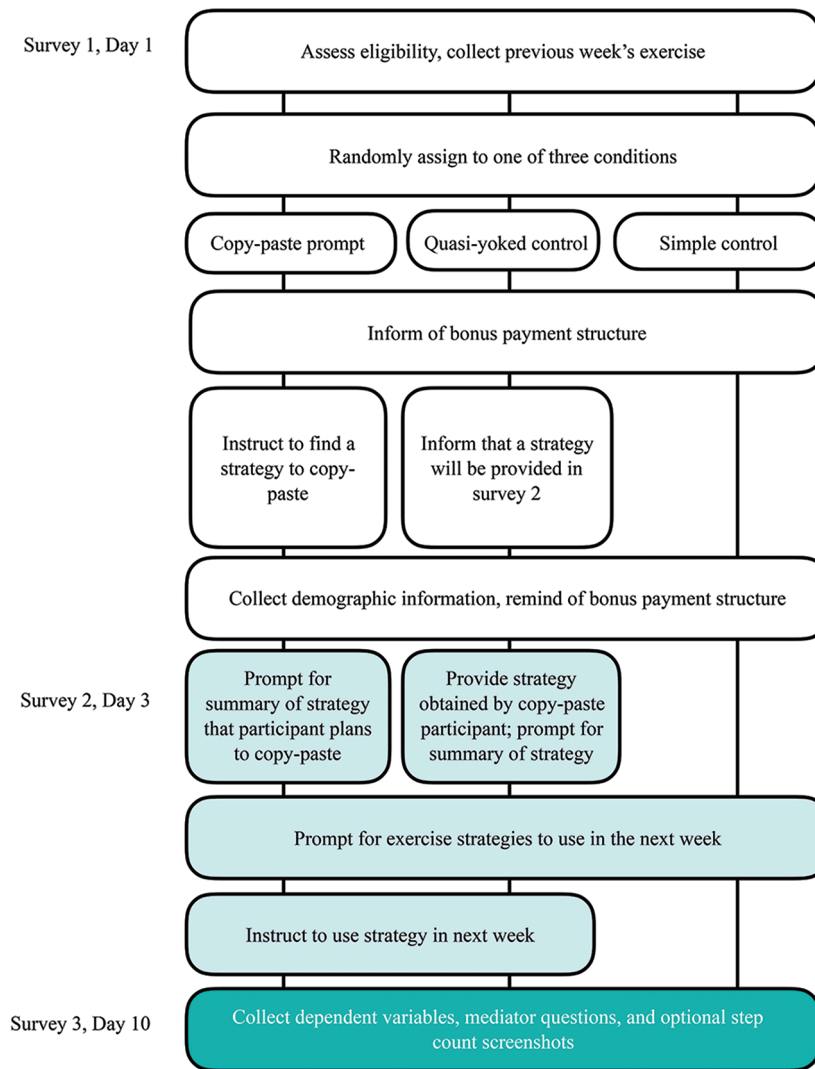 Survey 1, Day 1
Assess eligibility, collect previous week's exercise
Randomly assign to one of three conditions
Copy-paste prompt
Quasi-yoked control
Simple control
Inform of bonus payment structure
Instruct to find a
strategy to copy-
paste
Inform that a strategy
will be provided in
survey 2
Collect demographic information, remind of bonus payment structure
Survey 2, Day 3
Prompt for
summary of strategy
that participant plans
to copy-paste
Provide strategy
obtained by copy-paste
participant; prompt for
summary of strategy
Prompt for exercise strategies to use in the next week
Instruct to use strategy in next week
Survey 3, Day 10
Collect dependent variables, mediator questions, and optional step
count screenshots